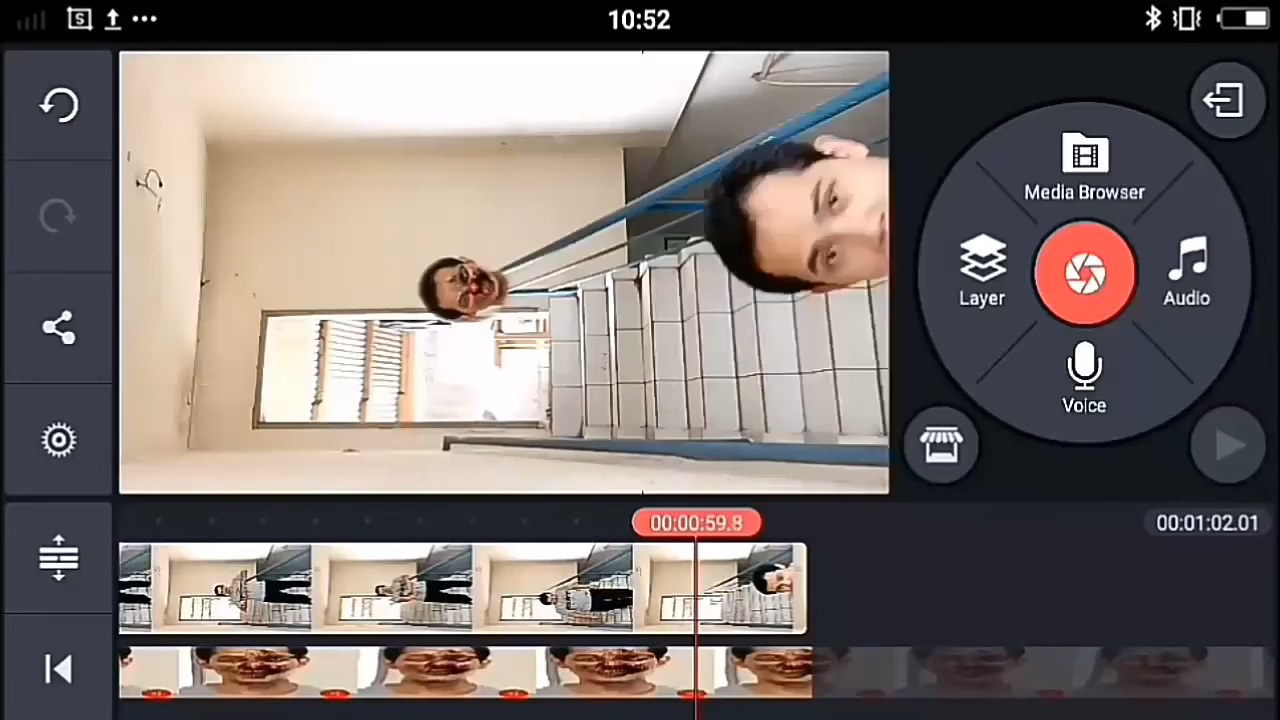 S
10:52
Media Browser
Layer
Audio
Voice
00:00:59.8
00:01:02.01